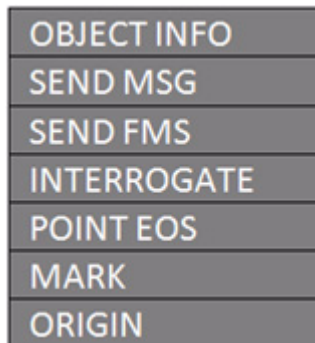 OBJECT INFO
SEND MSG
SEND FMS
INTERROGATE
POINT EOS
MARK
ORIGIN